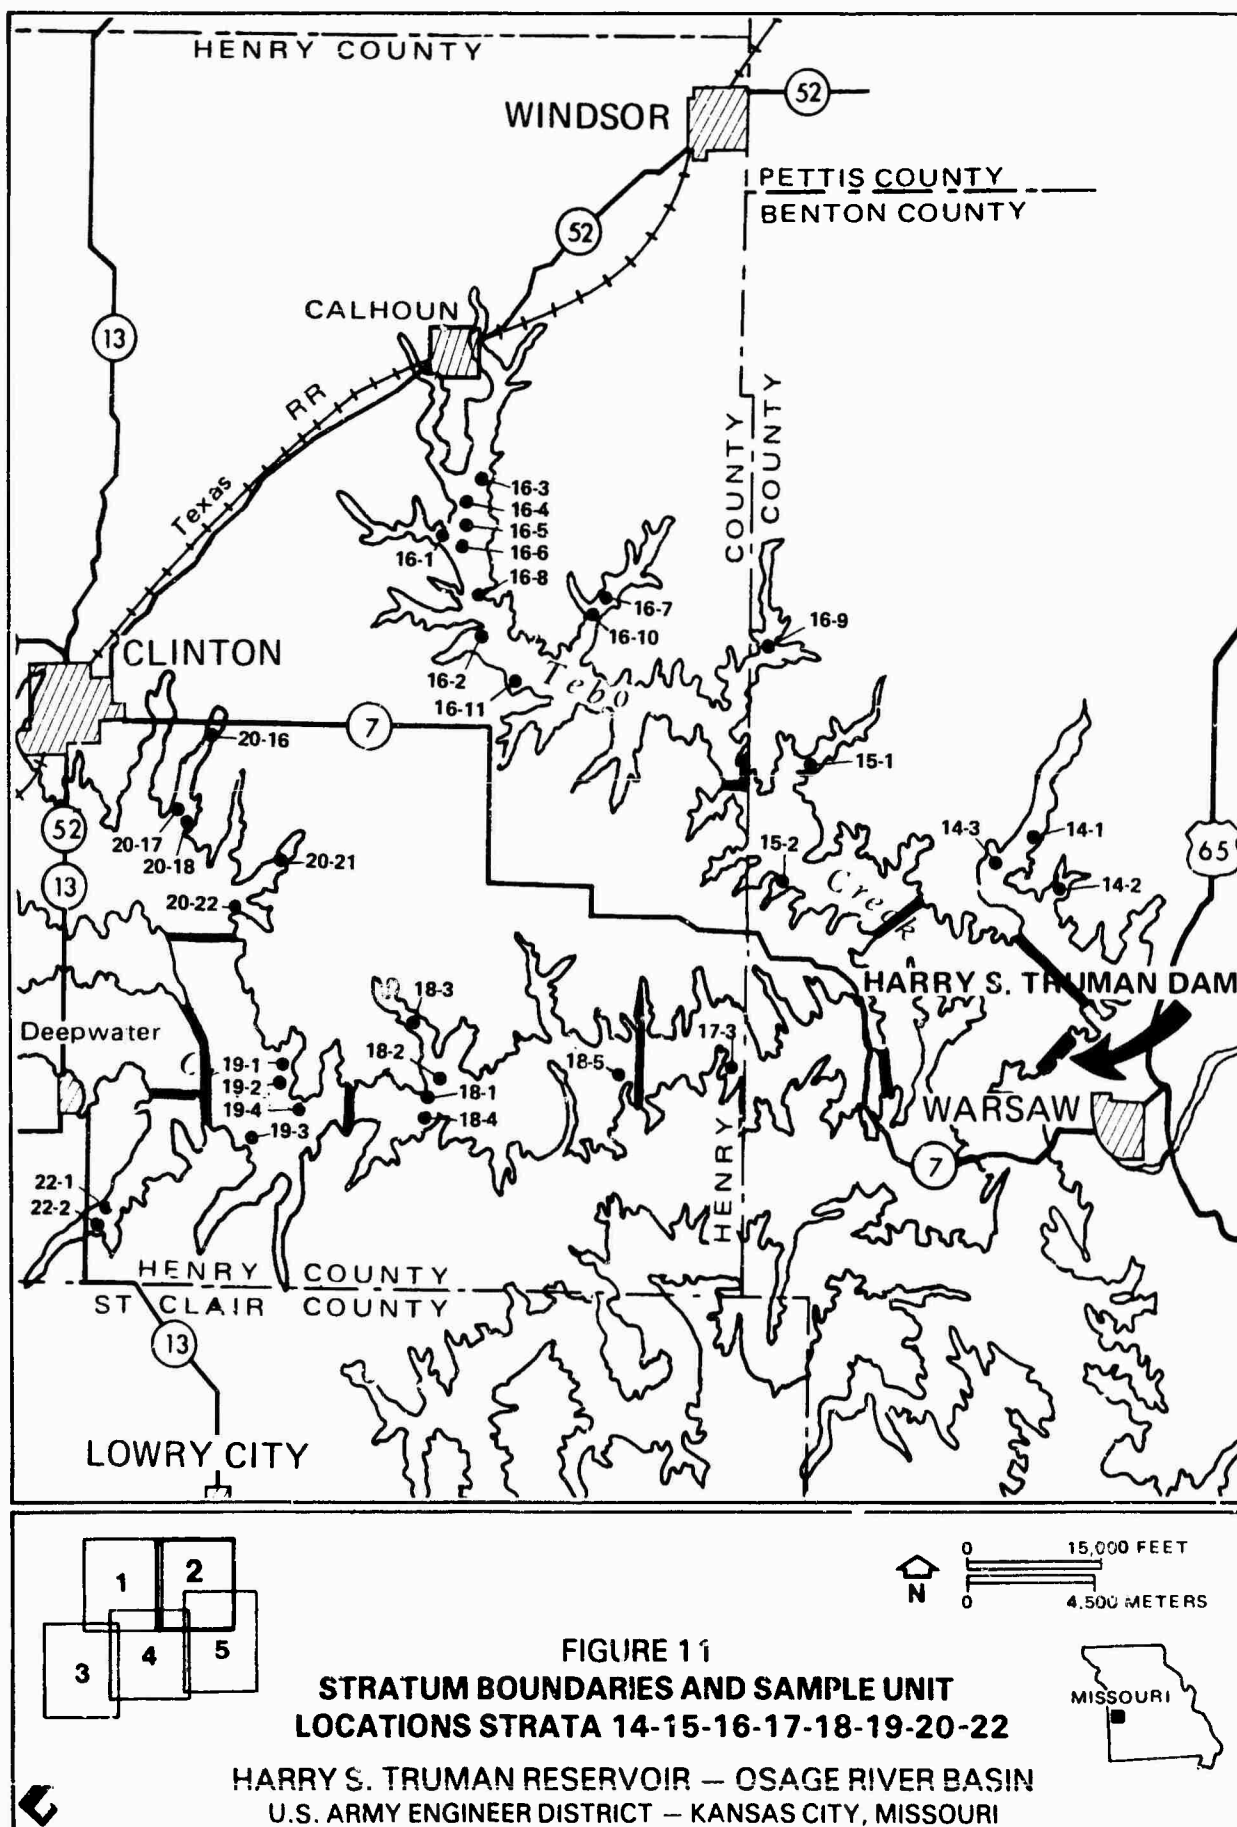 HENRY COUNTY
WINDSOR
52
PETTIS COUNTY
BENTON COUNTY
52
CALHOUN
13
RR
Texas
COUNTY
COUNTY
16-3
16-4
16-5
16-6
16-1
16-8
16-7
16-10
16-9
CLINTON
16-2
16-11
Tebo
7
20-16
15-1
52
20-17
20-18
20-21
14-3
14-1
65
15-2
14-2
13
20-22
Creek
HARRY S. TRUMAN DAM
18-3
Deepwater
C
17-3
19-1
18-2
18-5
19-2
18-1
19-4
18-4
WARSAW
19-3
7
22-1
22-2
HENRY
HENRY COUNTY
ST CLAIR COUNTY
13
LOWRY CITY
1
2
3
4
5
N
0 15,000 FEET
0 4,500 METERS
FIGURE 11
STRATUM BOUNDARIES AND SAMPLE UNIT
LOCATIONS STRATA 14-15-16-17-18-19-20-22
MISSOURI
HARRY S. TRUMAN RESERVOIR — OSAGE RIVER BASIN
U.S. ARMY ENGINEER DISTRICT — KANSAS CITY, MISSOURI